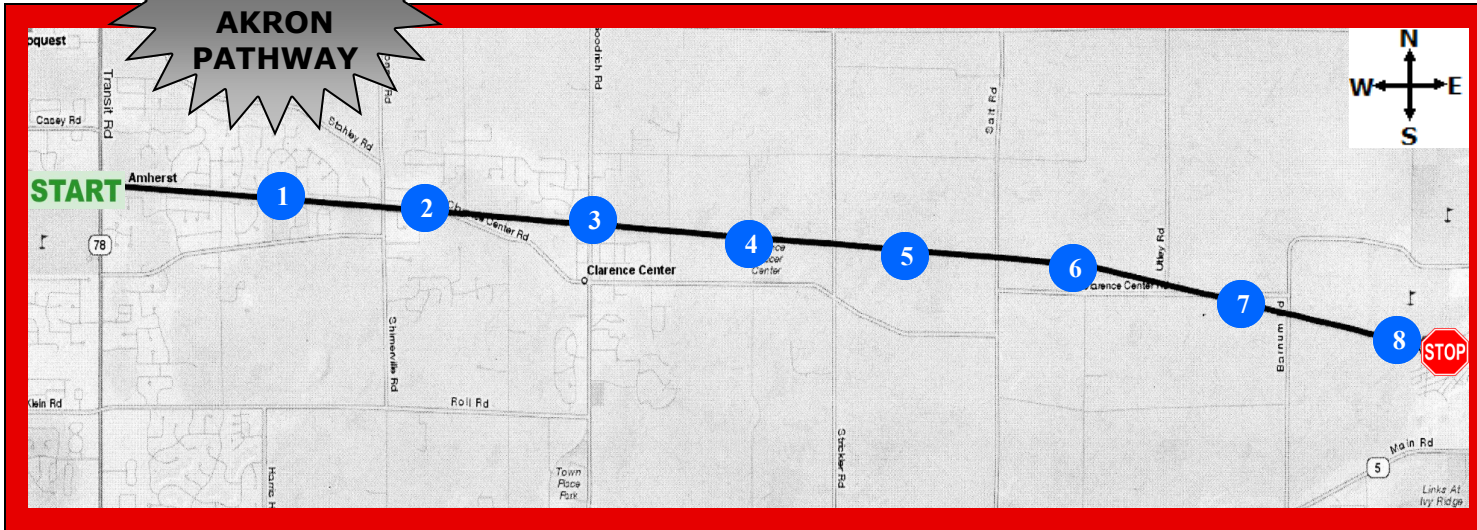 AKRON
PATHWAY
N
W
E
S
Transit Rd
Casey Rd
Stahley Rd
Salt Rd
Amherst
START
1
2
3
4
5
6
7
8
STOP
78
Clarence Center Rd
Clarence Center
Center
Utley Rd
Shimerville Rd
Roll Rd
Klein Rd
Town
Place
Park
Strickler Rd
Main Rd
5
Links At
Ivy Ridge